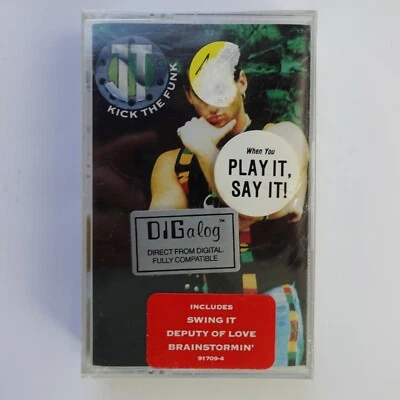 JT
KICK THE FUNK
When You
PLAY IT,
SAY IT!
DIGalog™
DIRECT FROM DIGITAL
FULLY COMPATIBLE.
INCLUDES
SWING IT
DEPUTY OF LOVE
BRAINSTORMIN'
91709-4